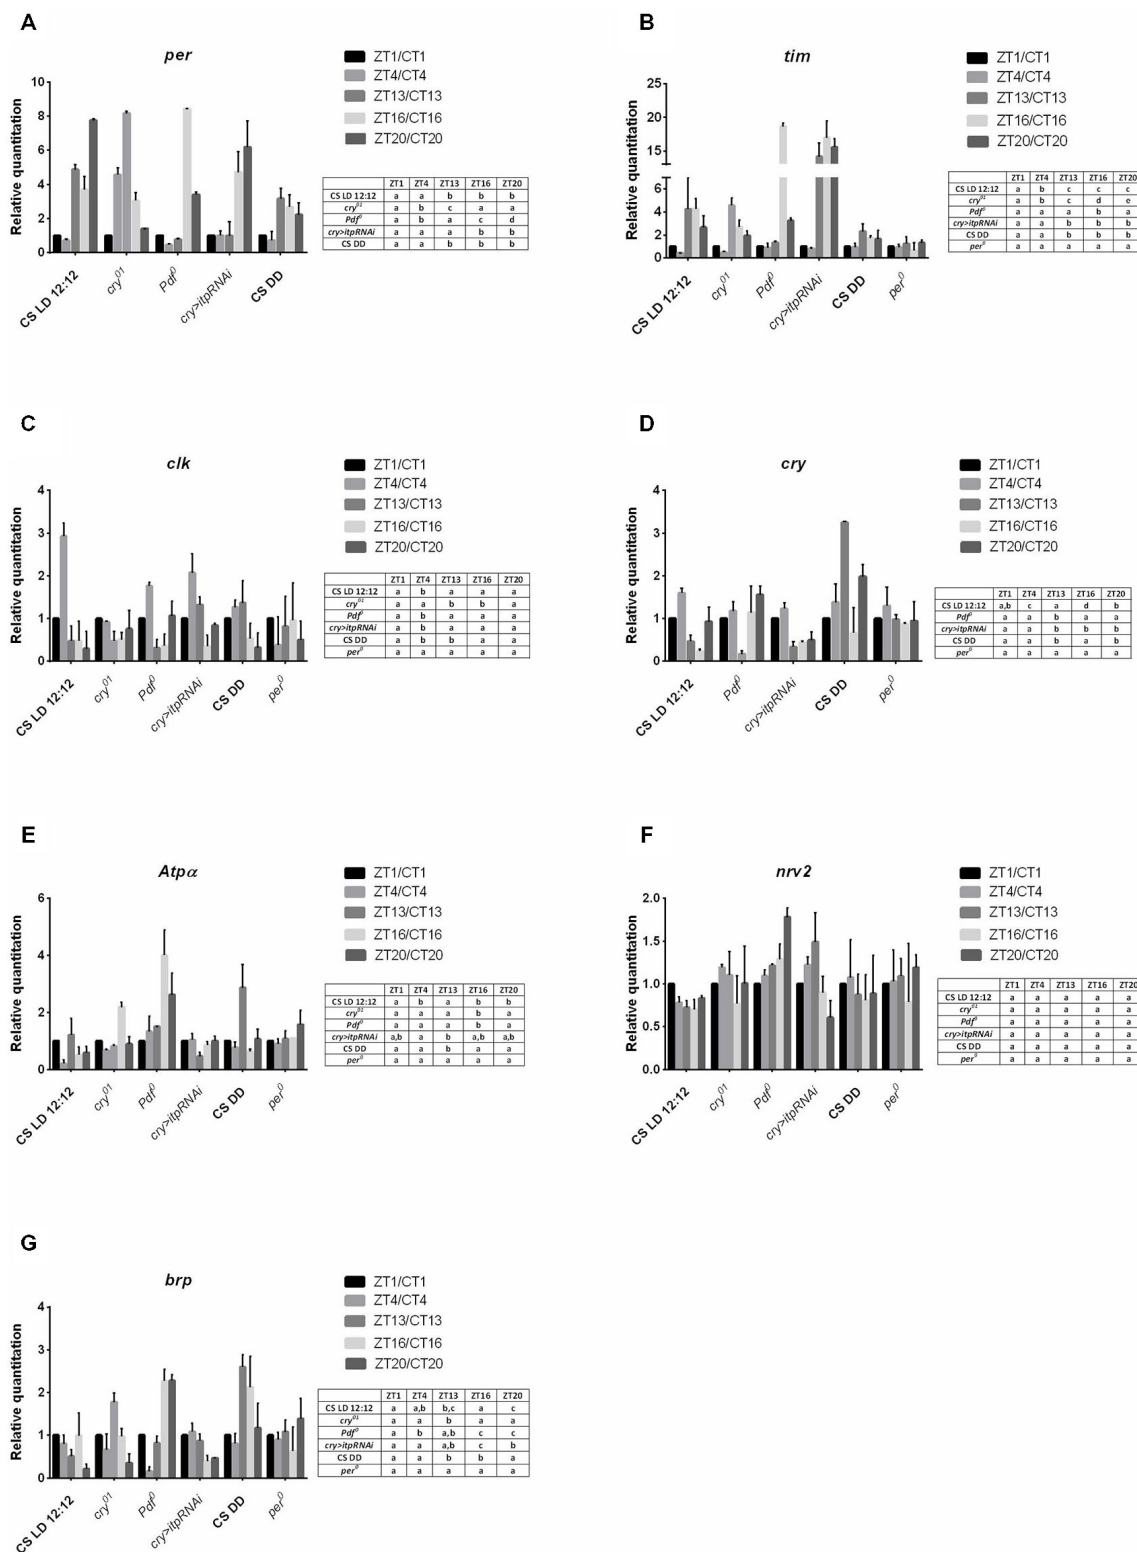 A
per
Relative quantitation
10
8
6
4
2
0
CS LD 12:12
cry01
Pdf0
cry>itpRNAi
CS DD
ZT1/CT1
ZT4/CT4
ZT13/CT13
ZT16/CT16
ZT20/CT20
ZT1 ZT4 ZT13 ZT16 ZT20
CS LD 12:12 a a b b b
cry01 a b c a a
Pdf0 a b a c d
cry>itpRNAi a a a b b
CS DD a a b b b
B
tim
Relative quantitation
25
20
15
10
6
4
2
0
CS LD 12:12
cry01
Pdf0
cry>itpRNAi
CS DD
per0
ZT1/CT1
ZT4/CT4
ZT13/CT13
ZT16/CT16
ZT20/CT20
ZT1 ZT4 ZT13 ZT16 ZT20
CS LD 12:12 a b c c c
cry01 a b c d e
Pdf0 a a a b a
cry>itpRNAi a a b b b
CS DD a a b b b
per0 a a a a a
C
clk
Relative quantitation
4
3
2
1
0
CS LD 12:12
cry01
Pdf0
cry>itpRNAi
CS DD
per0
ZT1/CT1
ZT4/CT4
ZT13/CT13
ZT16/CT16
ZT20/CT20
ZT1 ZT4 ZT13 ZT16 ZT20
CS LD 12:12 a b a a a
cry01 a a b b a
Pdf0 a b a a a
cry>itpRNAi a b a a a
CS DD a b b a a
per0 a a a a a
D
cry
Relative quantitation
4
3
2
1
0
CS LD 12:12
Pdf0
cry>itpRNAi
CS DD
per0
ZT1/CT1
ZT4/CT4
ZT13/CT13
ZT16/CT16
ZT20/CT20
ZT1 ZT4 ZT13 ZT16 ZT20
CS LD 12:12 a,b c a d b
Pdf0 a a b a a
cry>itpRNAi a a b b b
CS DD a a b a b
per0 a a a a a
E
Atpα
Relative quantitation
6
4
2
0
CS LD 12:12
cry01
Pdf0
cry>itpRNAi
CS DD
per0
ZT1/CT1
ZT4/CT4
ZT13/CT13
ZT16/CT16
ZT20/CT20
ZT1 ZT4 ZT13 ZT16 ZT20
CS LD 12:12 a b a b b
cry01 a a a b a
Pdf0 a a a b a
cry>itpRNAi a,b a b a,b a,b
CS DD a a b a a
per0 a a a a a
F
nrv2
Relative quantitation
2.0
1.5
1.0
0.5
0.0
CS LD 12:12
cry01
Pdf0
cry>itpRNAi
CS DD
per0
ZT1/CT1
ZT4/CT4
ZT13/CT13
ZT16/CT16
ZT20/CT20
ZT1 ZT4 ZT13 ZT16 ZT20
CS LD 12:12 a a a a a
cry01 a a a a a
Pdf0 a a a a a
cry>itpRNAi a a a a a
CS DD a a a a a
per0 a a a a a
G
brp
Relative quantitation
4
3
2
1
0
CS LD 12:12
cry01
Pdf0
cry>itpRNAi
CS DD
per0
ZT1/CT1
ZT4/CT4
ZT13/CT13
ZT16/CT16
ZT20/CT20
ZT1 ZT4 ZT13 ZT16 ZT20
CS LD 12:12 a a,b b,c a c
cry01 a a b a a
Pdf0 a b a,b c c
cry>itpRNAi a a a,b c b
CS DD a a b b a
per0 a a a a a